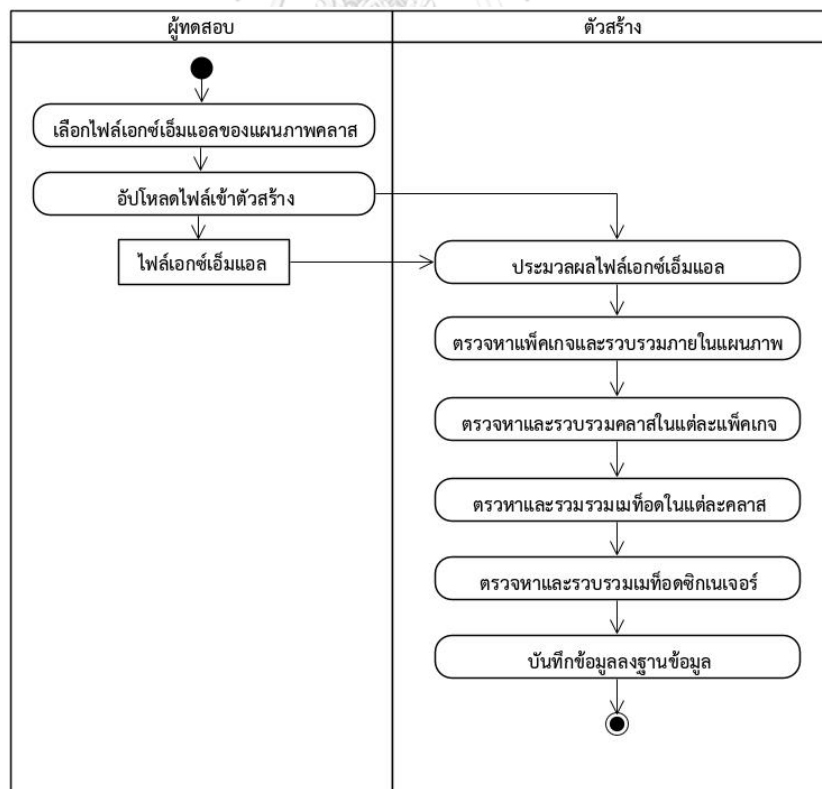 ผู้ทดสอบ
ตัวสร้าง
เลือกไฟล์เอกซ์เอ็มแอลของแผนภาพคลาส
อัปโหลดไฟล์เข้าตัวสร้าง
ไฟล์เอกซ์เอ็มแอล
ประมวลผลไฟล์เอกซ์เอ็มแอล
ตรวจหาแพ็คเกจและรวบรวมภายในแผนภาพ
ตรวจหาและรวบรวมคลาสในแต่ละแพ็คเกจ
ตรวหาและรวมรวมเมท็อดในแต่ละคลาส
ตรวจหาและรวบรวมเมท็อดซิกเนเจอร์
บันทึกข้อมูลลงฐานข้อมูล